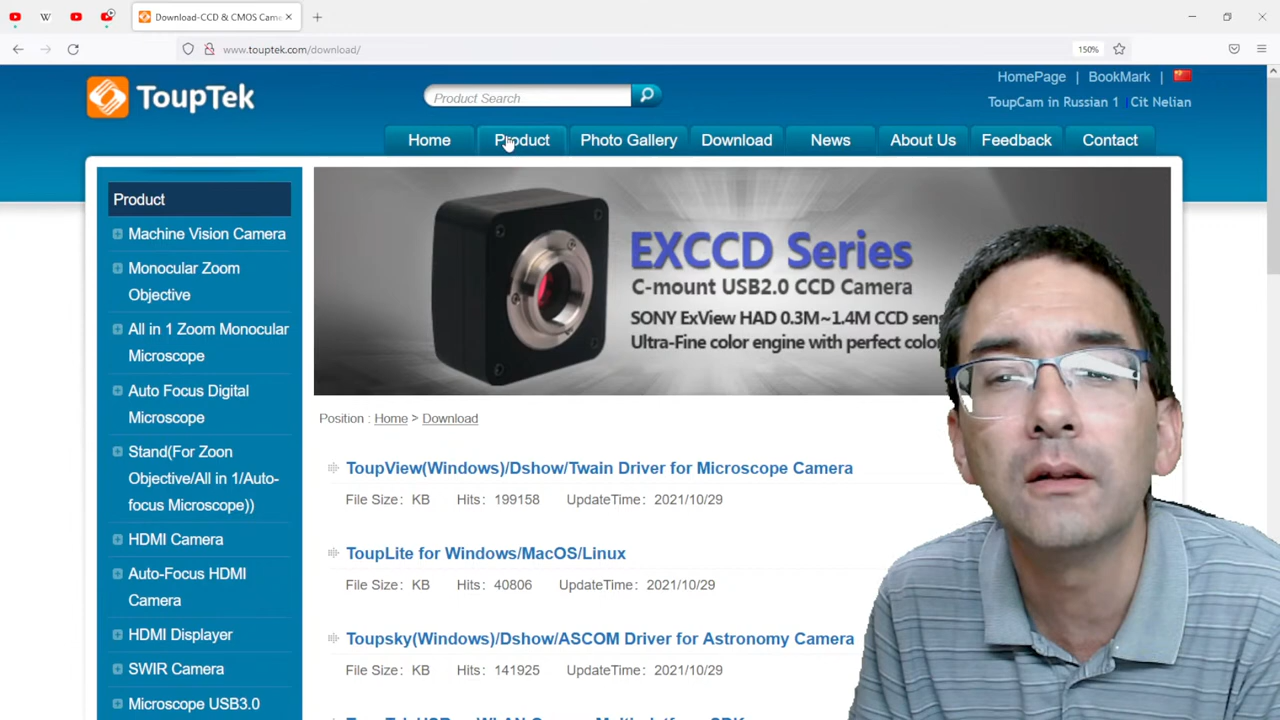 Download-CCD & CMOS Came
www.touptek.com/download/
150%
ToupTek
Product Search
HomePage | BookMark |
ToupCam in Russian 1 | Cit Nelian
Home
Product
Photo Gallery
Download
News
About Us
Feedback
Contact
Product
Machine Vision Camera
Monocular Zoom
Objective
All in 1 Zoom Monocular
Microscope
Auto Focus Digital
Microscope
Stand(For Zoon
Objective/All in 1/Auto-
focus Microscope))
HDMI Camera
Auto-Focus HDMI
Camera
HDMI Displayer
SWIR Camera
Microscope USB3.0
EXCCD Series
C-mount USB2.0 CCD Camera
SONY ExView HAD 0.3M~1.4M CCD sen
Ultra-Fine color engine with perfect color
Position : Home > Download
ToupView(Windows)/Dshow/Twain Driver for Microscope Camera
File Size: KB Hits: 199158 UpdateTime: 2021/10/29
ToupLite for Windows/MacOS/Linux
File Size: KB Hits: 40806 UpdateTime: 2021/10/29
Toupsky(Windows)/Dshow/ASCOM Driver for Astronomy Camera
File Size: KB Hits: 141925 UpdateTime: 2021/10/29